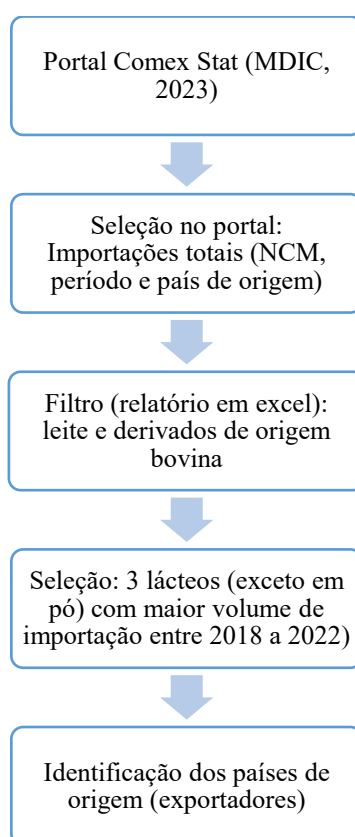 Portal Comex Stat (MDIC,
2023)
Seleção no portal:
Importações totais (NCM,
período e país de origem)
Filtro (relatório em excel):
leite e derivados de origem
bovina
Seleção: 3 lácteos (exceto em
pó) com maior volume de
importação entre 2018 a 2022)
Identificação dos países de
origem (exportadores)